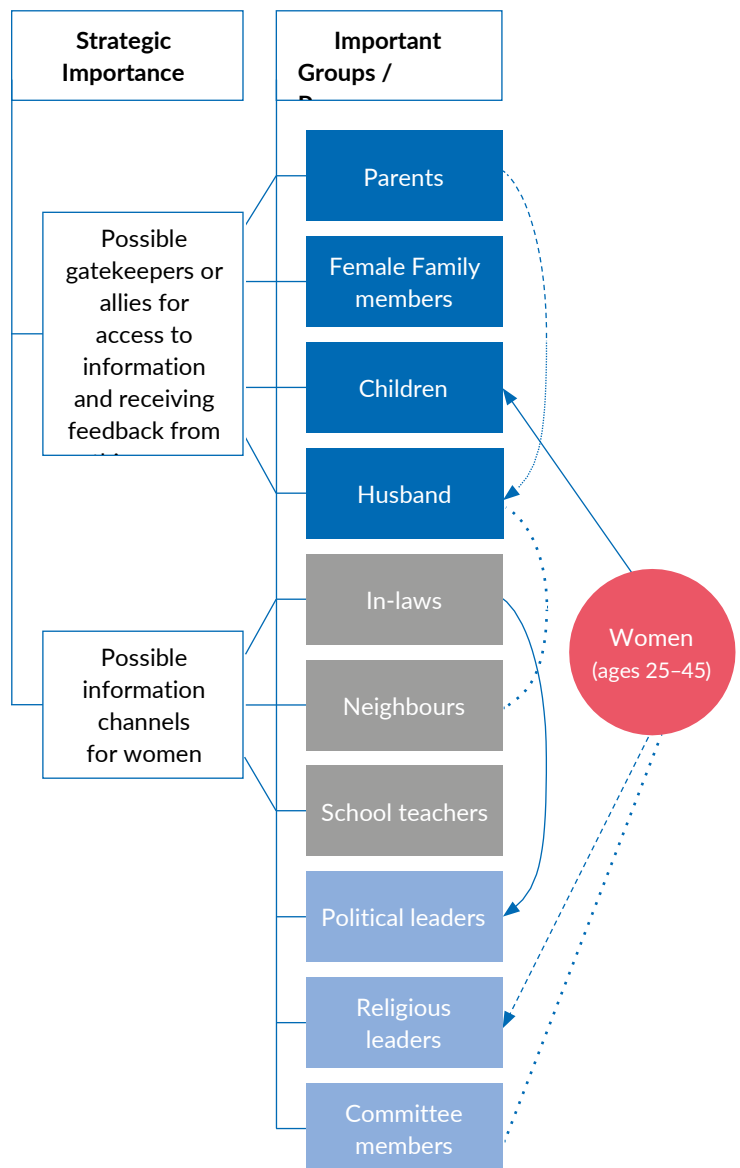 Strategic
Importance
Important
Groups /
Possible
gatekeepers or
allies for
access to
information
and receiving
feedback from
Possible
information
channels
for women
Parents
Female Family
members
Children
Husband
In-laws
Neighbours
School teachers
Political leaders
Religious
leaders
Committee
members
Women
(ages 25–45)